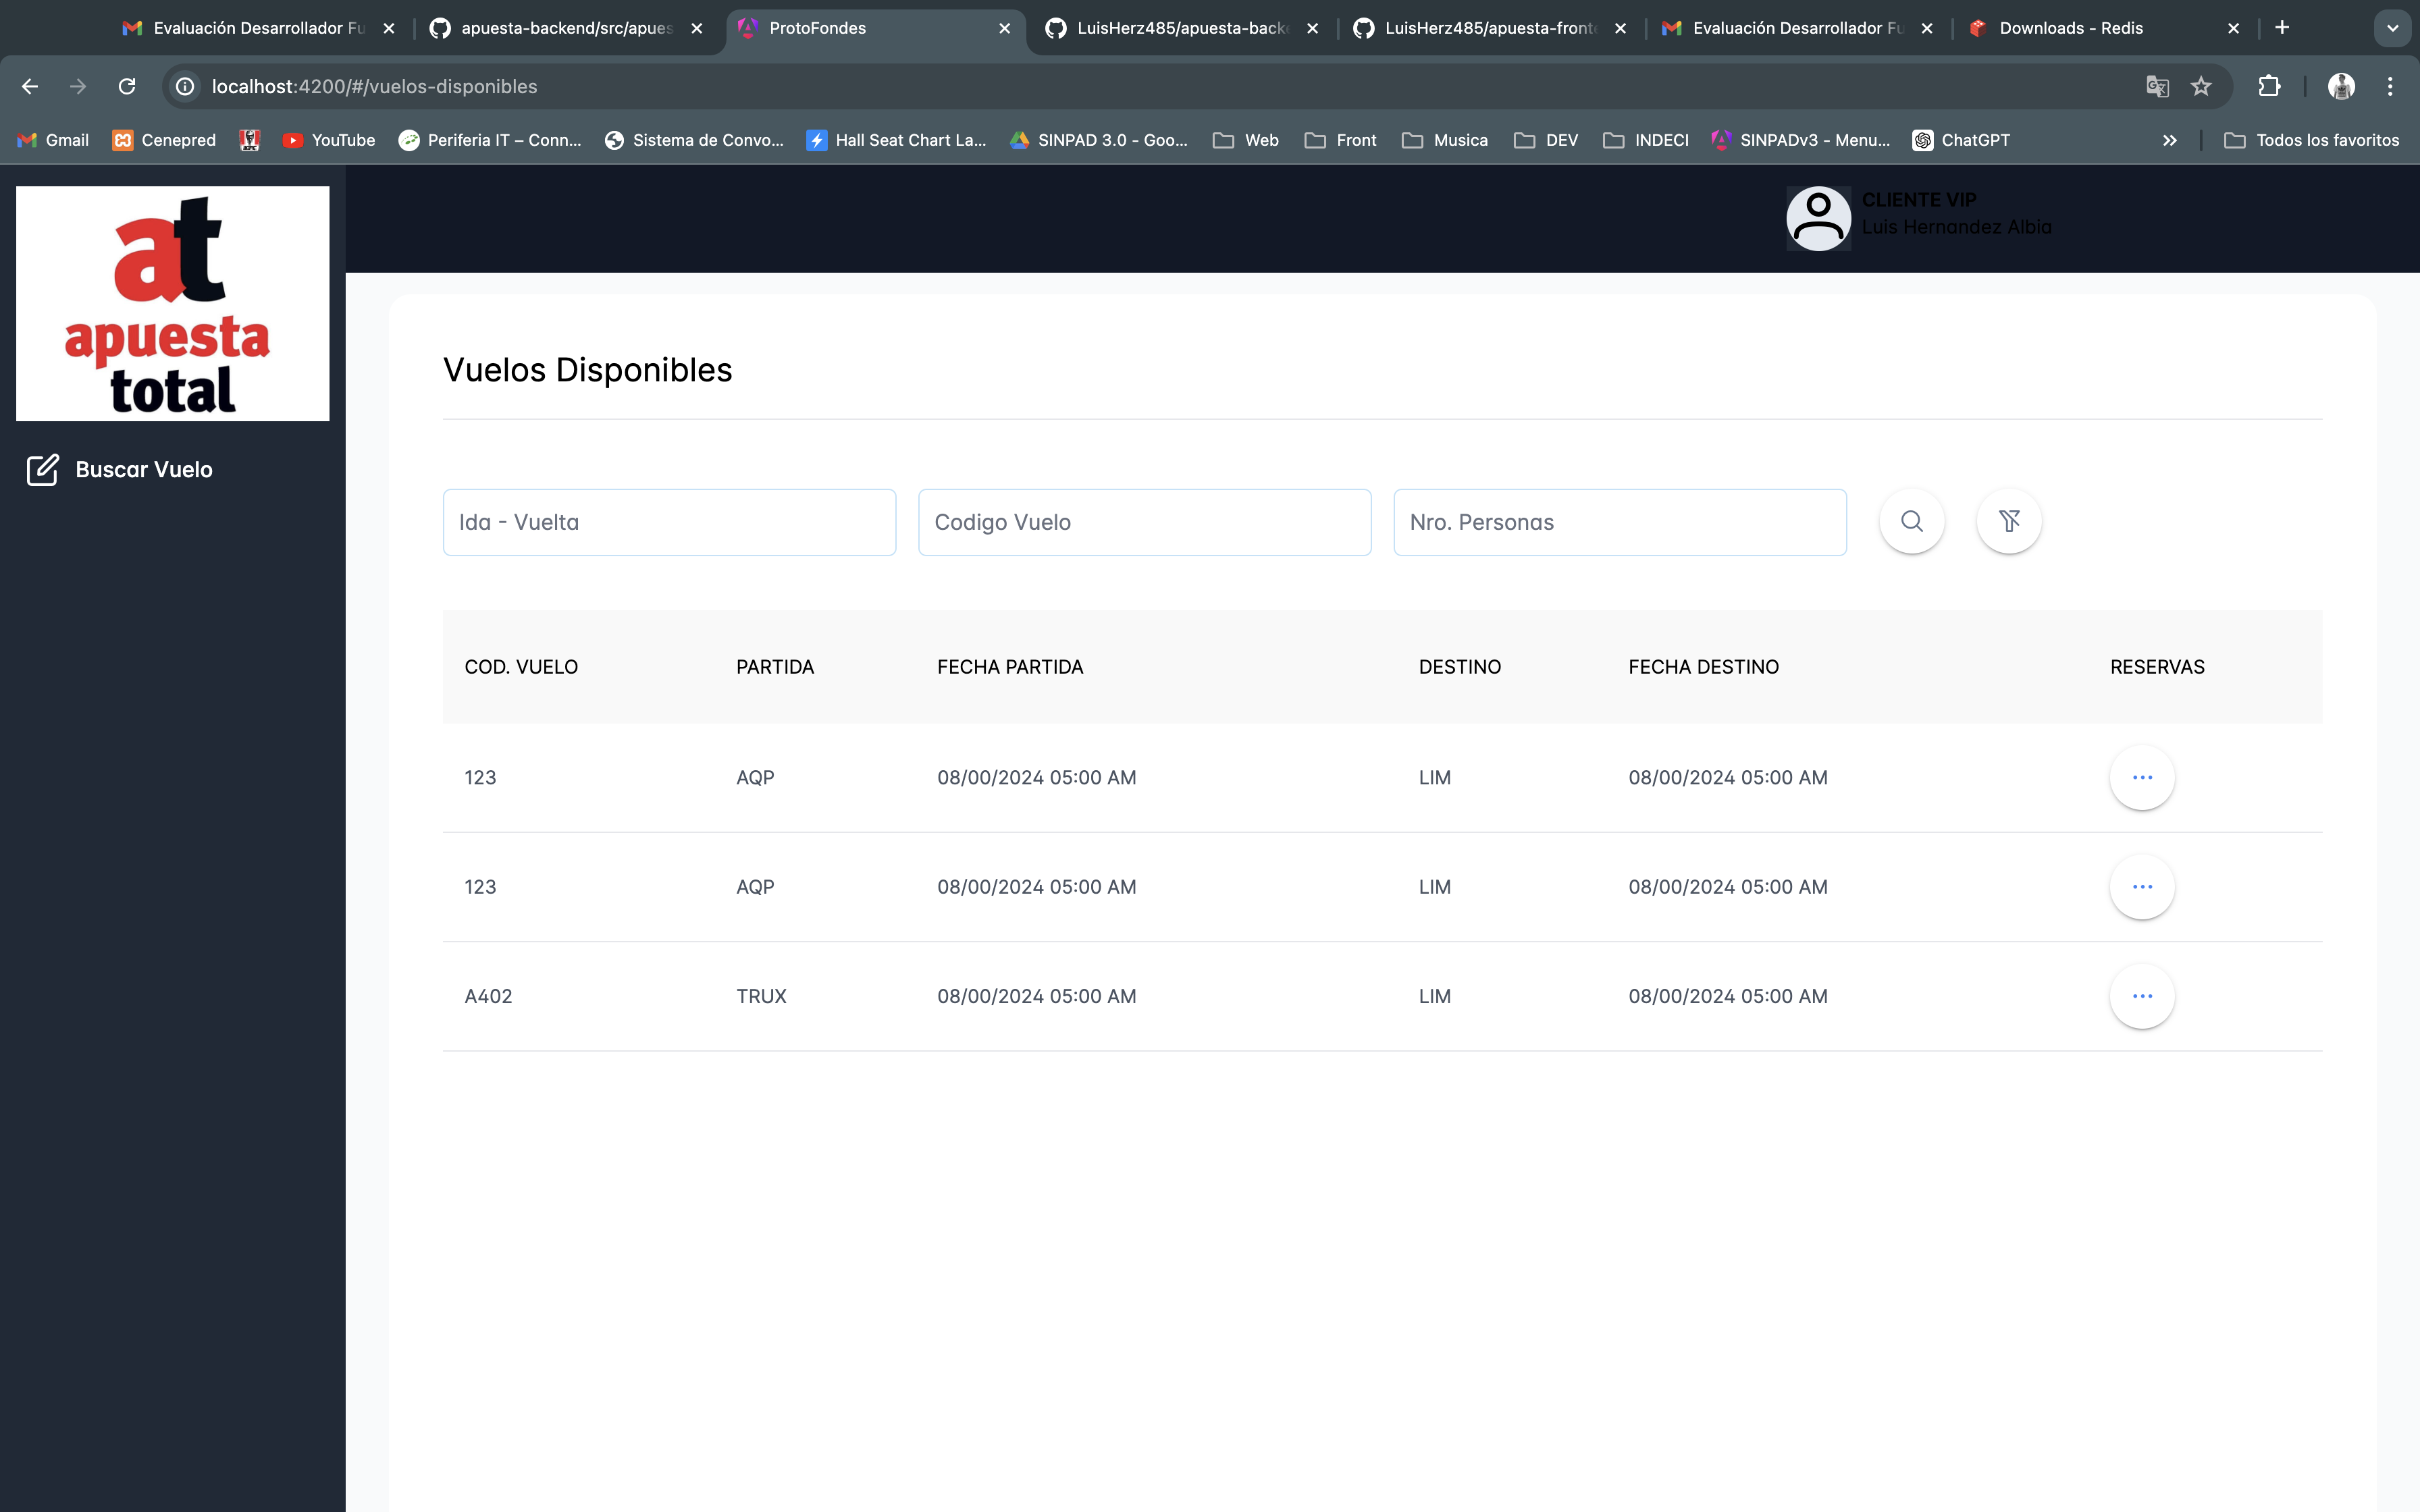 Evaluación Desarrollador Fu
apuesta-backend/src/apues
ProtoFondes
LuisHerz485/apuesta-backe
LuisHerz485/apuesta-fronte
Evaluación Desarrollador Fu
Downloads - Redis
localhost:4200/#/vuelos-disponibles
Gmail
Cenepred
YouTube
Periferia IT – Conn...
Sistema de Convo...
Hall Seat Chart La...
SINPAD 3.0 - Goo...
Web
Front
Musica
DEV
INDECI
SINPADv3 - Menu...
ChatGPT
Todos los favoritos
at
apuesta
total
CLIENTE VIP
Luis Hernandez Albia
Buscar Vuelo
Vuelos Disponibles
Ida - Vuelta
Codigo Vuelo
Nro. Personas
COD. VUELO PARTIDA FECHA PARTIDA DESTINO FECHA DESTINO RESERVAS
123 AQP 08/00/2024 05:00 AM LIM 08/00/2024 05:00 AM
123 AQP 08/00/2024 05:00 AM LIM 08/00/2024 05:00 AM
A402 TRUX 08/00/2024 05:00 AM LIM 08/00/2024 05:00 AM